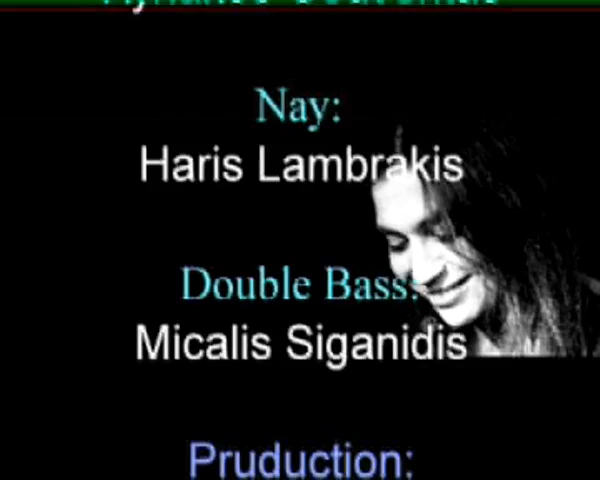 Nay:
Haris Lambrakis
Double Bass:
Micalis Siganidis
Pruduction: